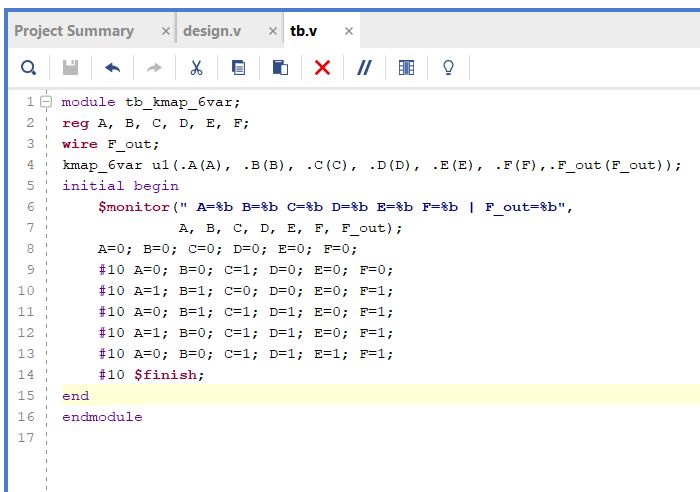 Project Summary × design.v × tb.v ×
1 module tb_kmap_6var;
2 reg A, B, C, D, E, F;
3 wire F_out;
4 kmap_6var u1(.A(A), .B(B), .C(C), .D(D), .E(E), .F(F),.F_out(F_out));
5 initial begin
6 $monitor(" A=%b B=%b C=%b D=%b E=%b F=%b | F_out=%b",
7 A, B, C, D, E, F, F_out);
8 A=0; B=0; C=0; D=0; E=0; F=0;
9 #10 A=0; B=0; C=1; D=0; E=0; F=0;
10 #10 A=1; B=1; C=0; D=0; E=0; F=1;
11 #10 A=0; B=1; C=1; D=1; E=0; F=1;
12 #10 A=1; B=0; C=1; D=1; E=0; F=1;
13 #10 A=0; B=0; C=1; D=1; E=1; F=1;
14 #10 $finish;
15 end
16 endmodule
17